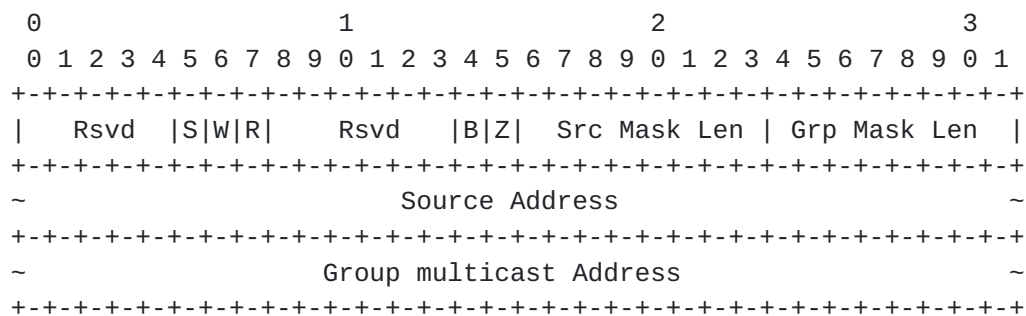 0                   1                   2                   3
 0 1 2 3 4 5 6 7 8 9 0 1 2 3 4 5 6 7 8 9 0 1 2 3 4 5 6 7 8 9 0 1
+-+-+-+-+-+-+-+-+-+-+-+-+-+-+-+-+-+-+-+-+-+-+-+-+-+-+-+-+-+-+-+-+
|   Rsvd  |S|W|R|    Rsvd   |B|Z|  Src Mask Len | Grp Mask Len  |
+-+-+-+-+-+-+-+-+-+-+-+-+-+-+-+-+-+-+-+-+-+-+-+-+-+-+-+-+-+-+-+-+
~                        Source Address                         ~
+-+-+-+-+-+-+-+-+-+-+-+-+-+-+-+-+-+-+-+-+-+-+-+-+-+-+-+-+-+-+-+-+
~                   Group multicast Address                     ~
+-+-+-+-+-+-+-+-+-+-+-+-+-+-+-+-+-+-+-+-+-+-+-+-+-+-+-+-+-+-+-+-+